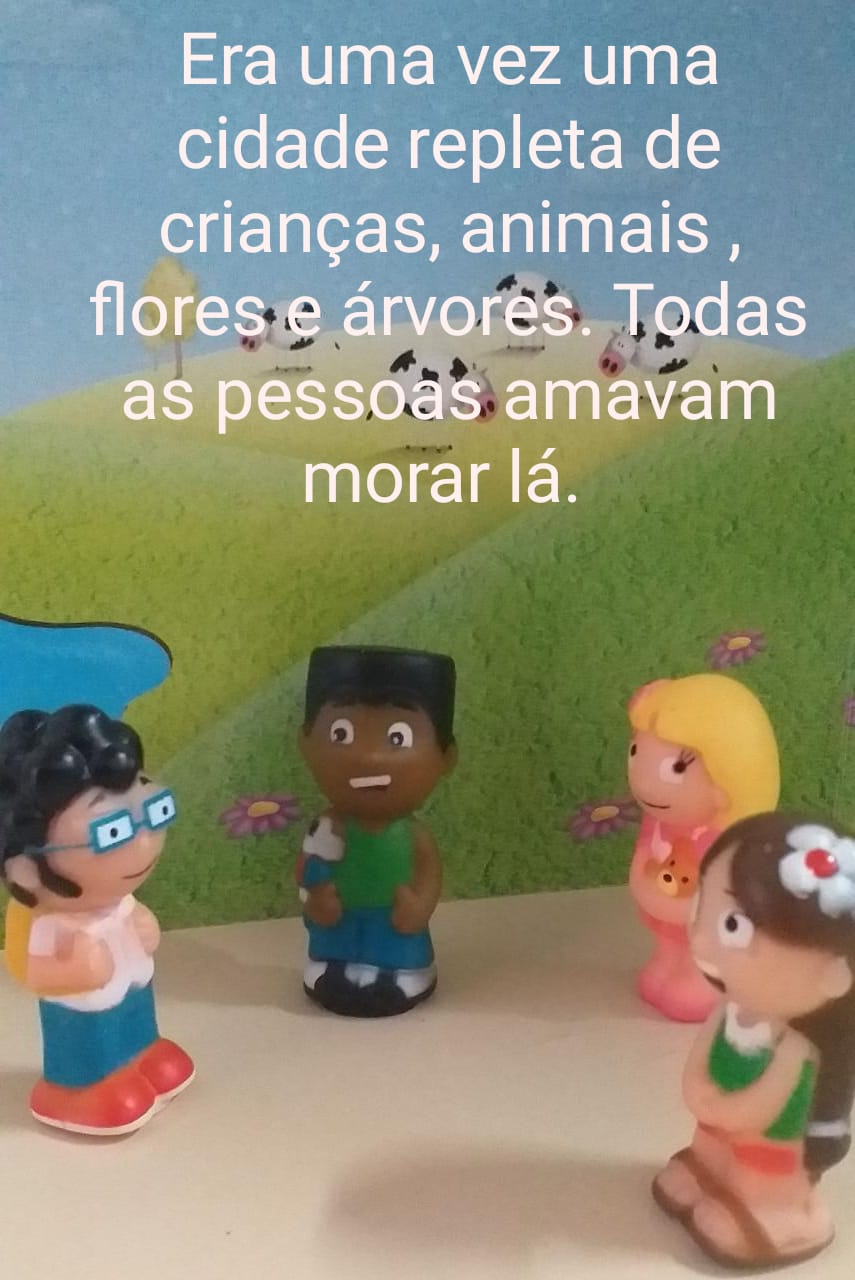 Era uma vez uma
cidade repleta de
crianças, animais ,
flores e árvores. Todas
as pessoas amavam
morar lá.